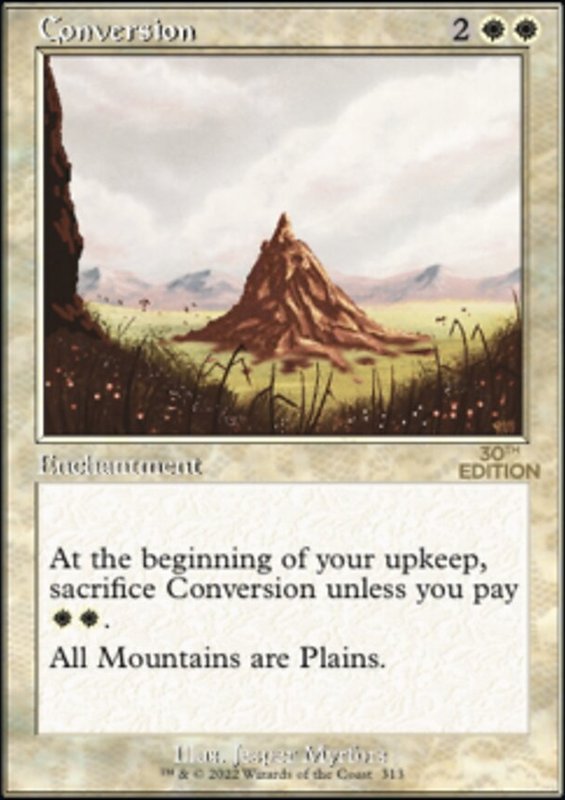 Conversion 2
Enchantment
30TH
EDITION
At the beginning of your upkeep,
sacrifice Conversion unless you pay
.
All Mountains are Plains.
Illus. Jesper Myrfors
™ & © 2022 Wizards of the Coast 313